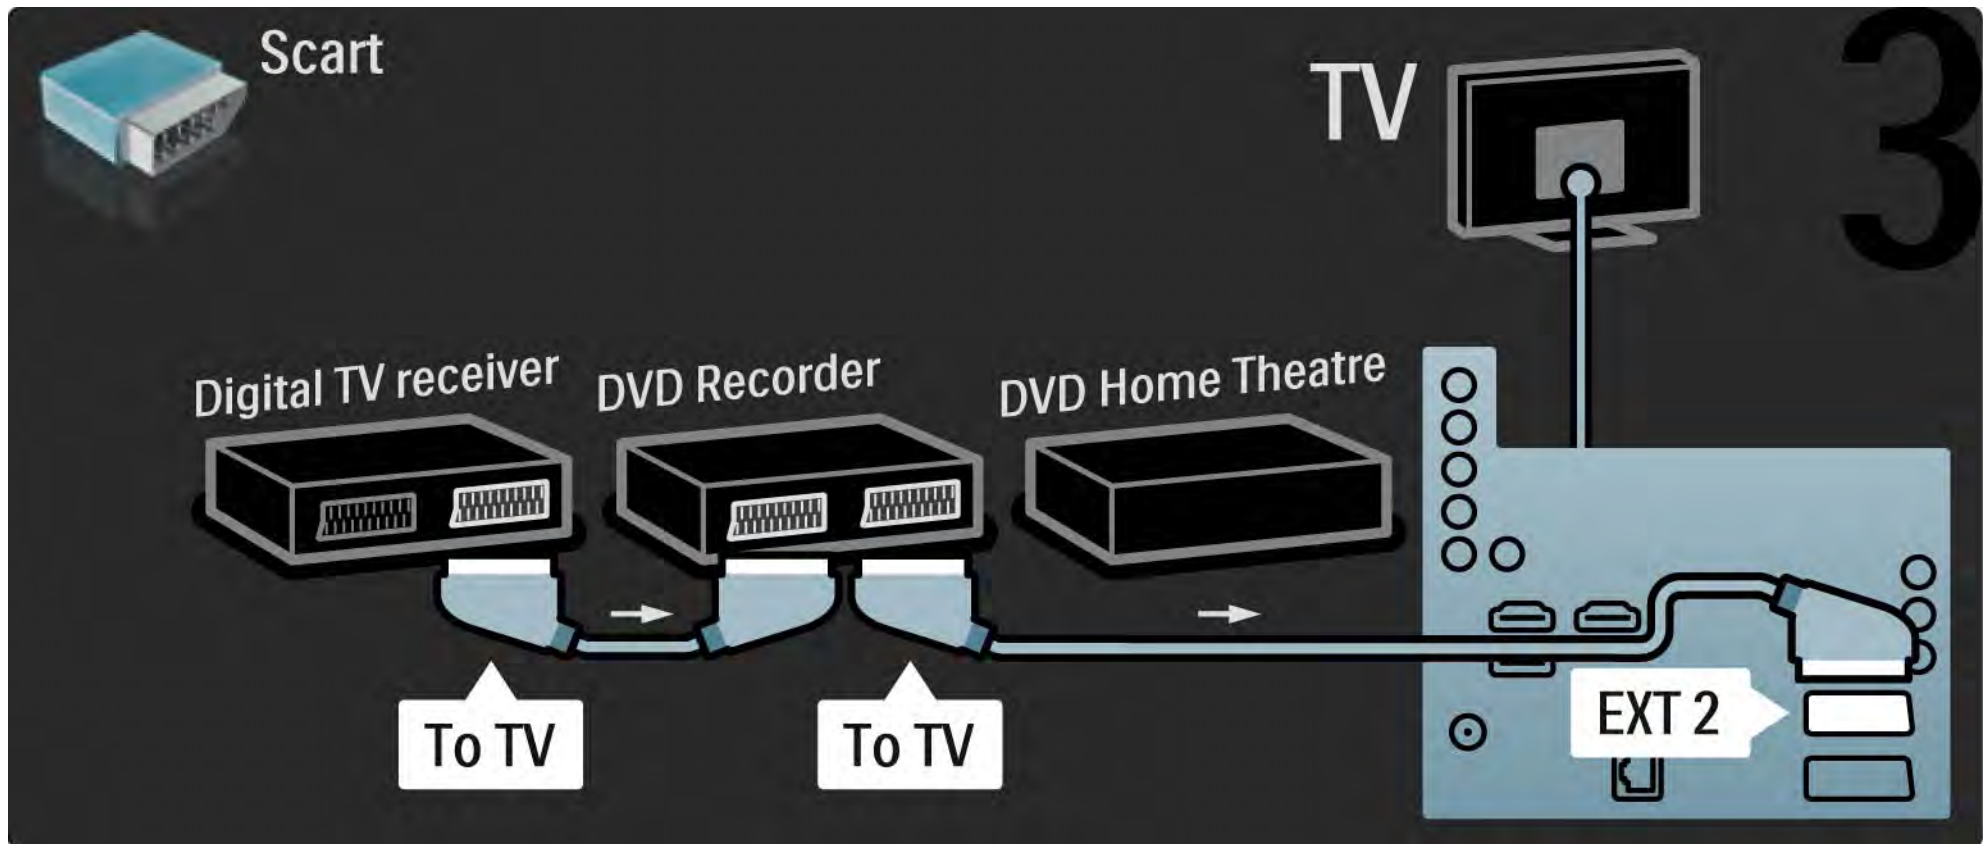 Scart
TV
3
Digital TV receiver
DVD Recorder
DVD Home Theatre
To TV
To TV
EXT 2